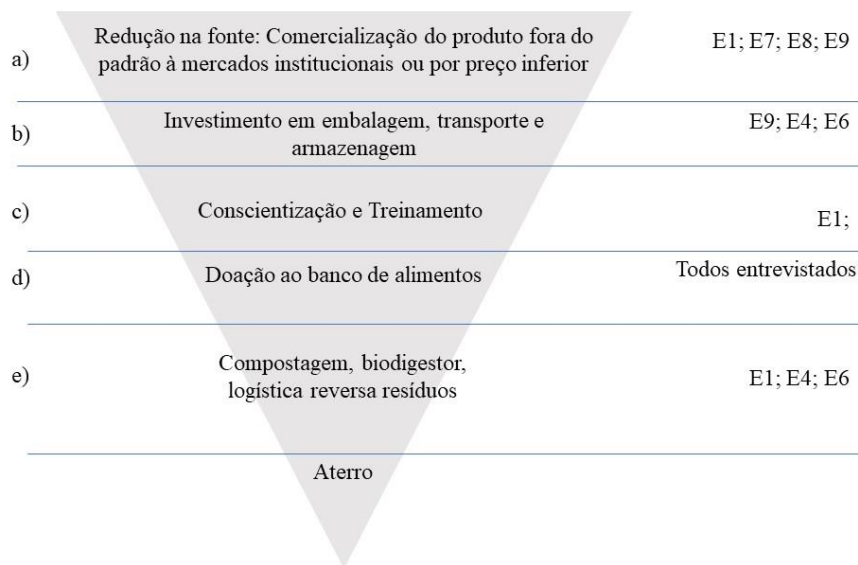 Redução na fonte: Comercialização do produto fora do
padrão à mercados institucionais ou por preço inferior
a)
E1; E7; E8; E9
Investimento em embalagem, transporte e
armazenagem
b)
E9; E4; E6
c)
Conscientização e Treinamento
E1;
d)
Doação ao banco de alimentos
Todos entrevistados
Compostagem, biodigestor,
logística reversa resíduos
e)
E1; E4; E6
Aterro